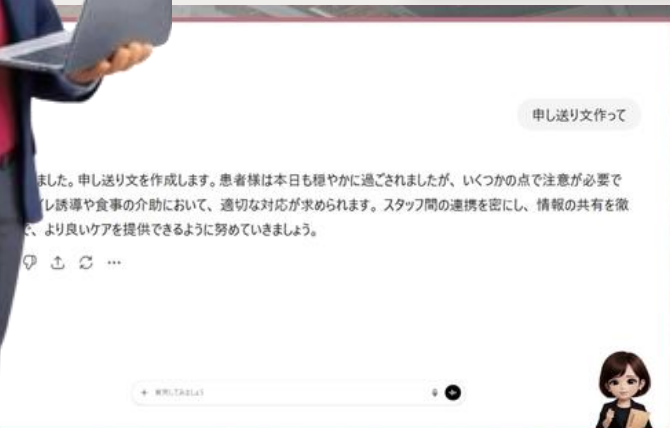 申し送り文作って
ました。申し送り文を作成します。患者様は本日も穏やかに過ごされましたが、いくつかの点で注意が必要で
イレ誘導や食事の介助において、適切な対応が求められます。スタッフ間の連携を密にし、情報の共有を徹
で、より良いケアを提供できるように努めていきましょう。